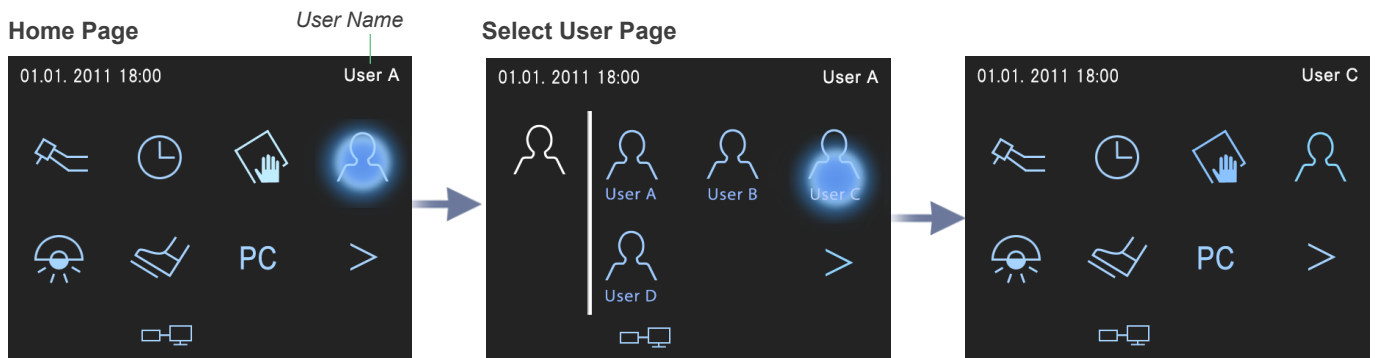 User Name
Home Page
Select User Page
01.01. 2011 18:00 User A
PC >
01.01. 2011 18:00 User A
User A User B User C
User D >
01.01. 2011 18:00 User C
PC >